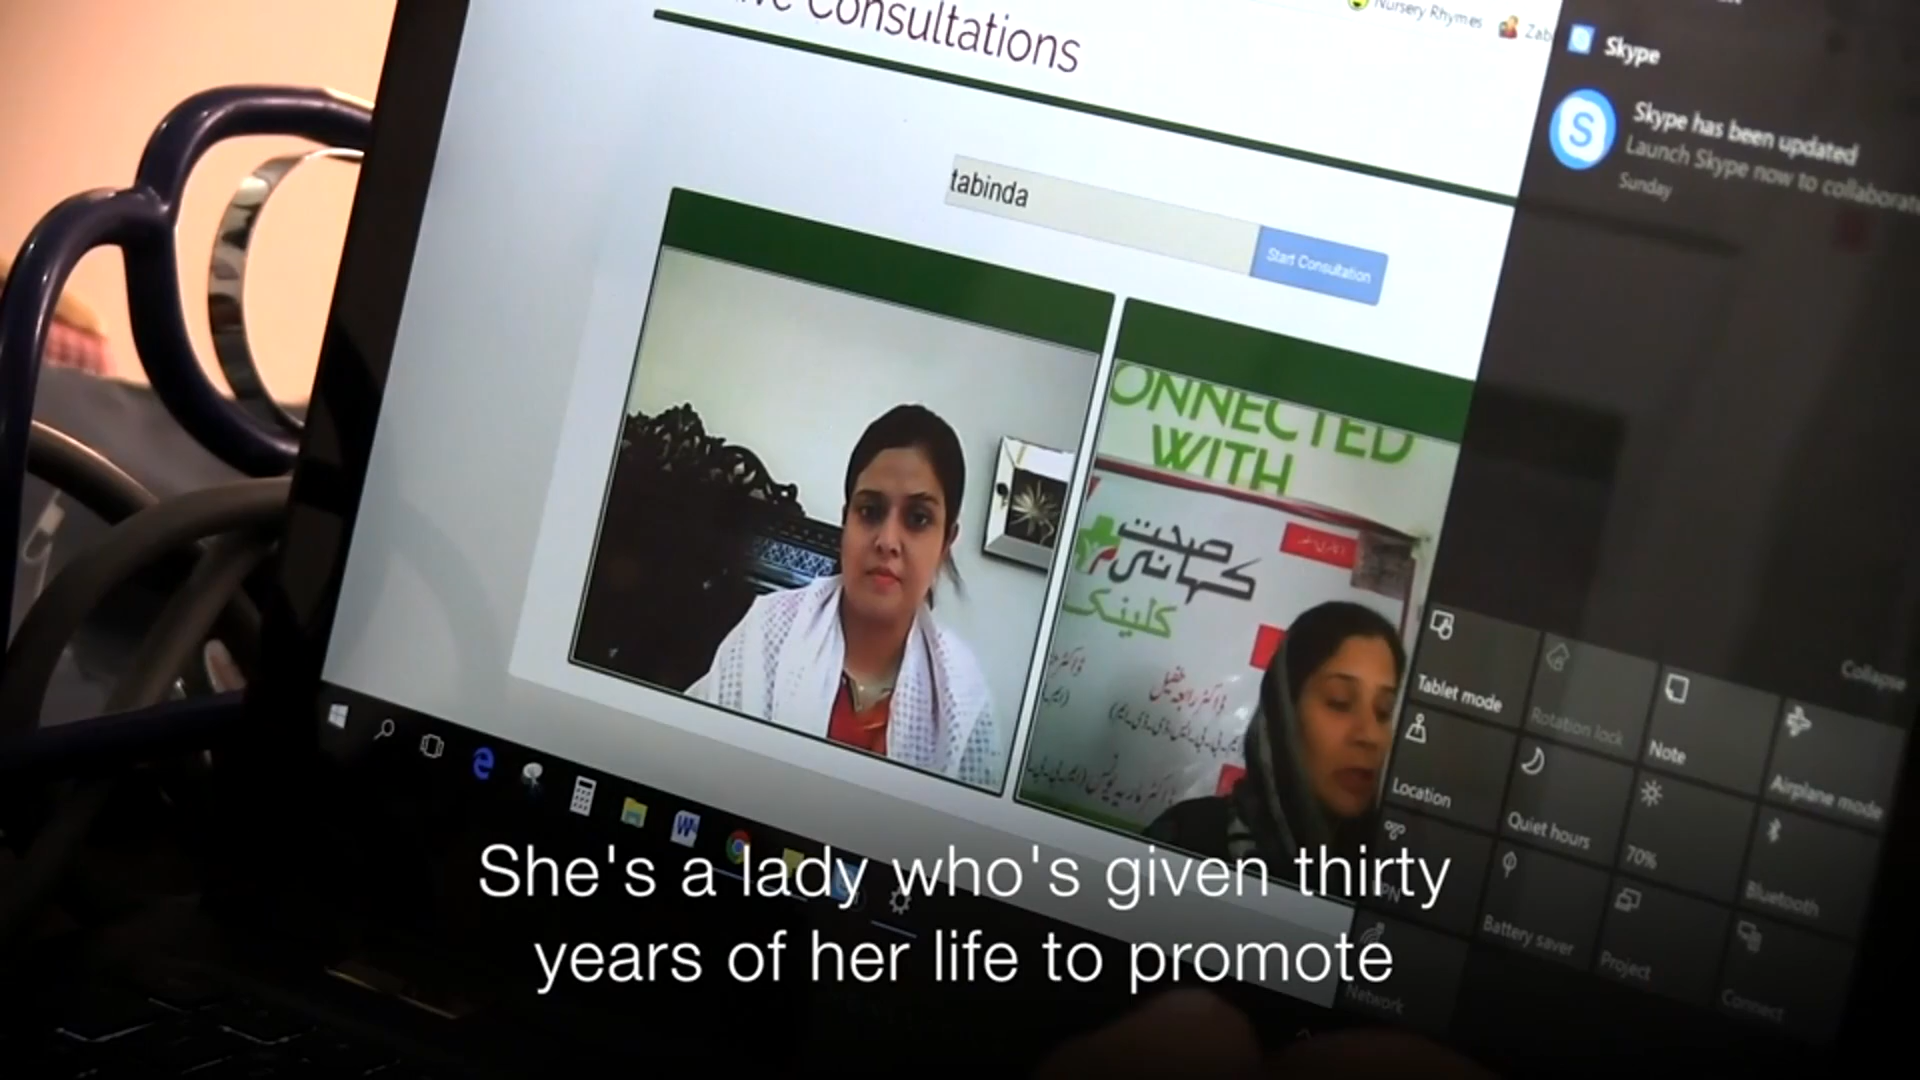 Consultations
Nursery Rhymes
Skype
Skype has been updated
Launch Skype now to collaborate
Sunday
tabinda
Start Consultation
ONNECTED
WITH
صحت
کہانی
کلینک
Collapse
Tablet mode
Rotation lock
Note
Airplane mode
Location
Quiet hours
70%
Bluetooth
Battery saver
Project
Connect
Network
She's a lady who's given thirty
years of her life to promote